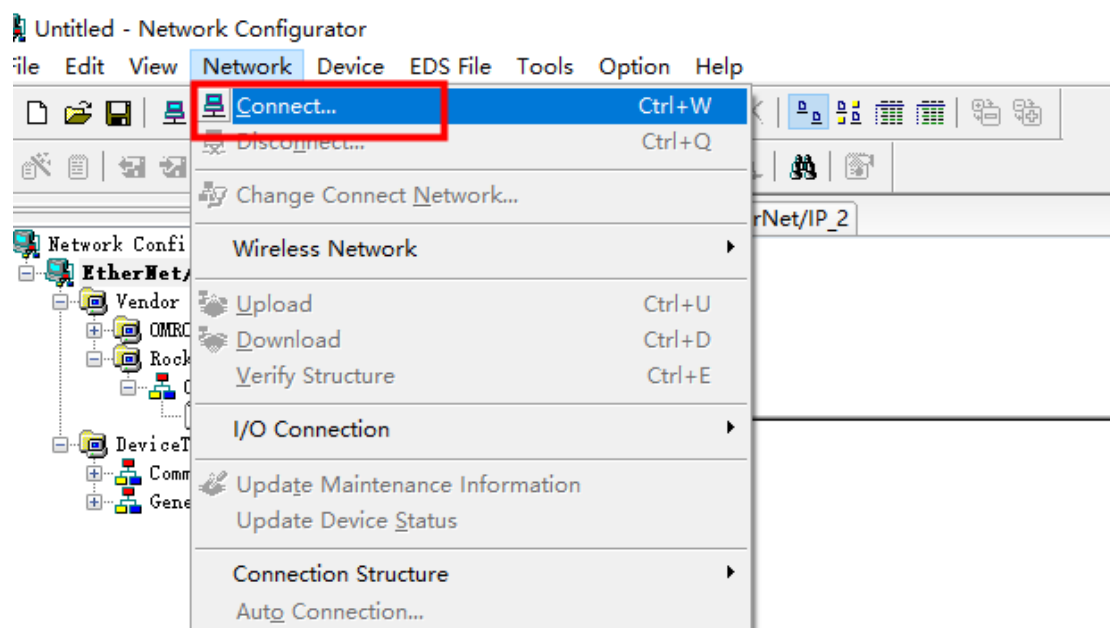 Untitled - Network Configurator
File Edit View Network Device EDS File Tools Option Help
Connect... Ctrl+W
Disconnect... Ctrl+Q
Change Connect Network...
rNet/IP_2
Network Confi
Wireless Network
EtherNet/
Vendor
Upload Ctrl+U
OMRO
Download Ctrl+D
Rock
Verify Structure Ctrl+E
I/O Connection
DeviceT
Comm
Update Maintenance Information
Gene
Update Device Status
Connection Structure
Auto Connection...